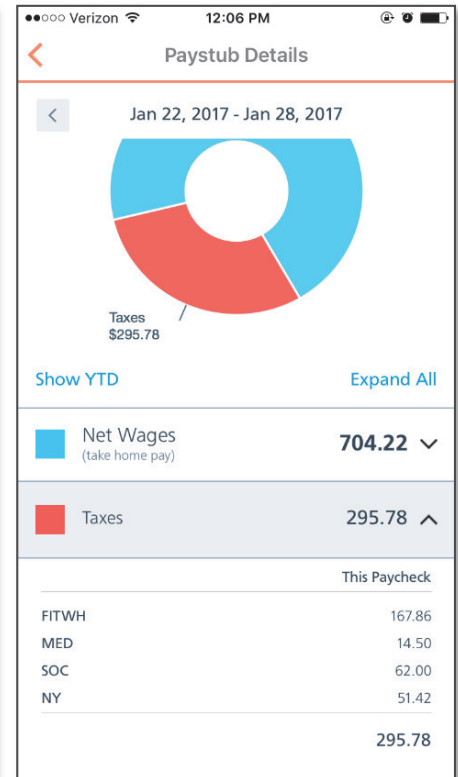 Verizon 12:06 PM
Paystub Details
Jan 22, 2017 - Jan 28, 2017
Taxes
$295.78
Show YTD Expand All
Net Wages 704.22
(take home pay)
Taxes 295.78
This Paycheck
FITWH 167.86
MED 14.50
SOC 62.00
NY 51.42
295.78